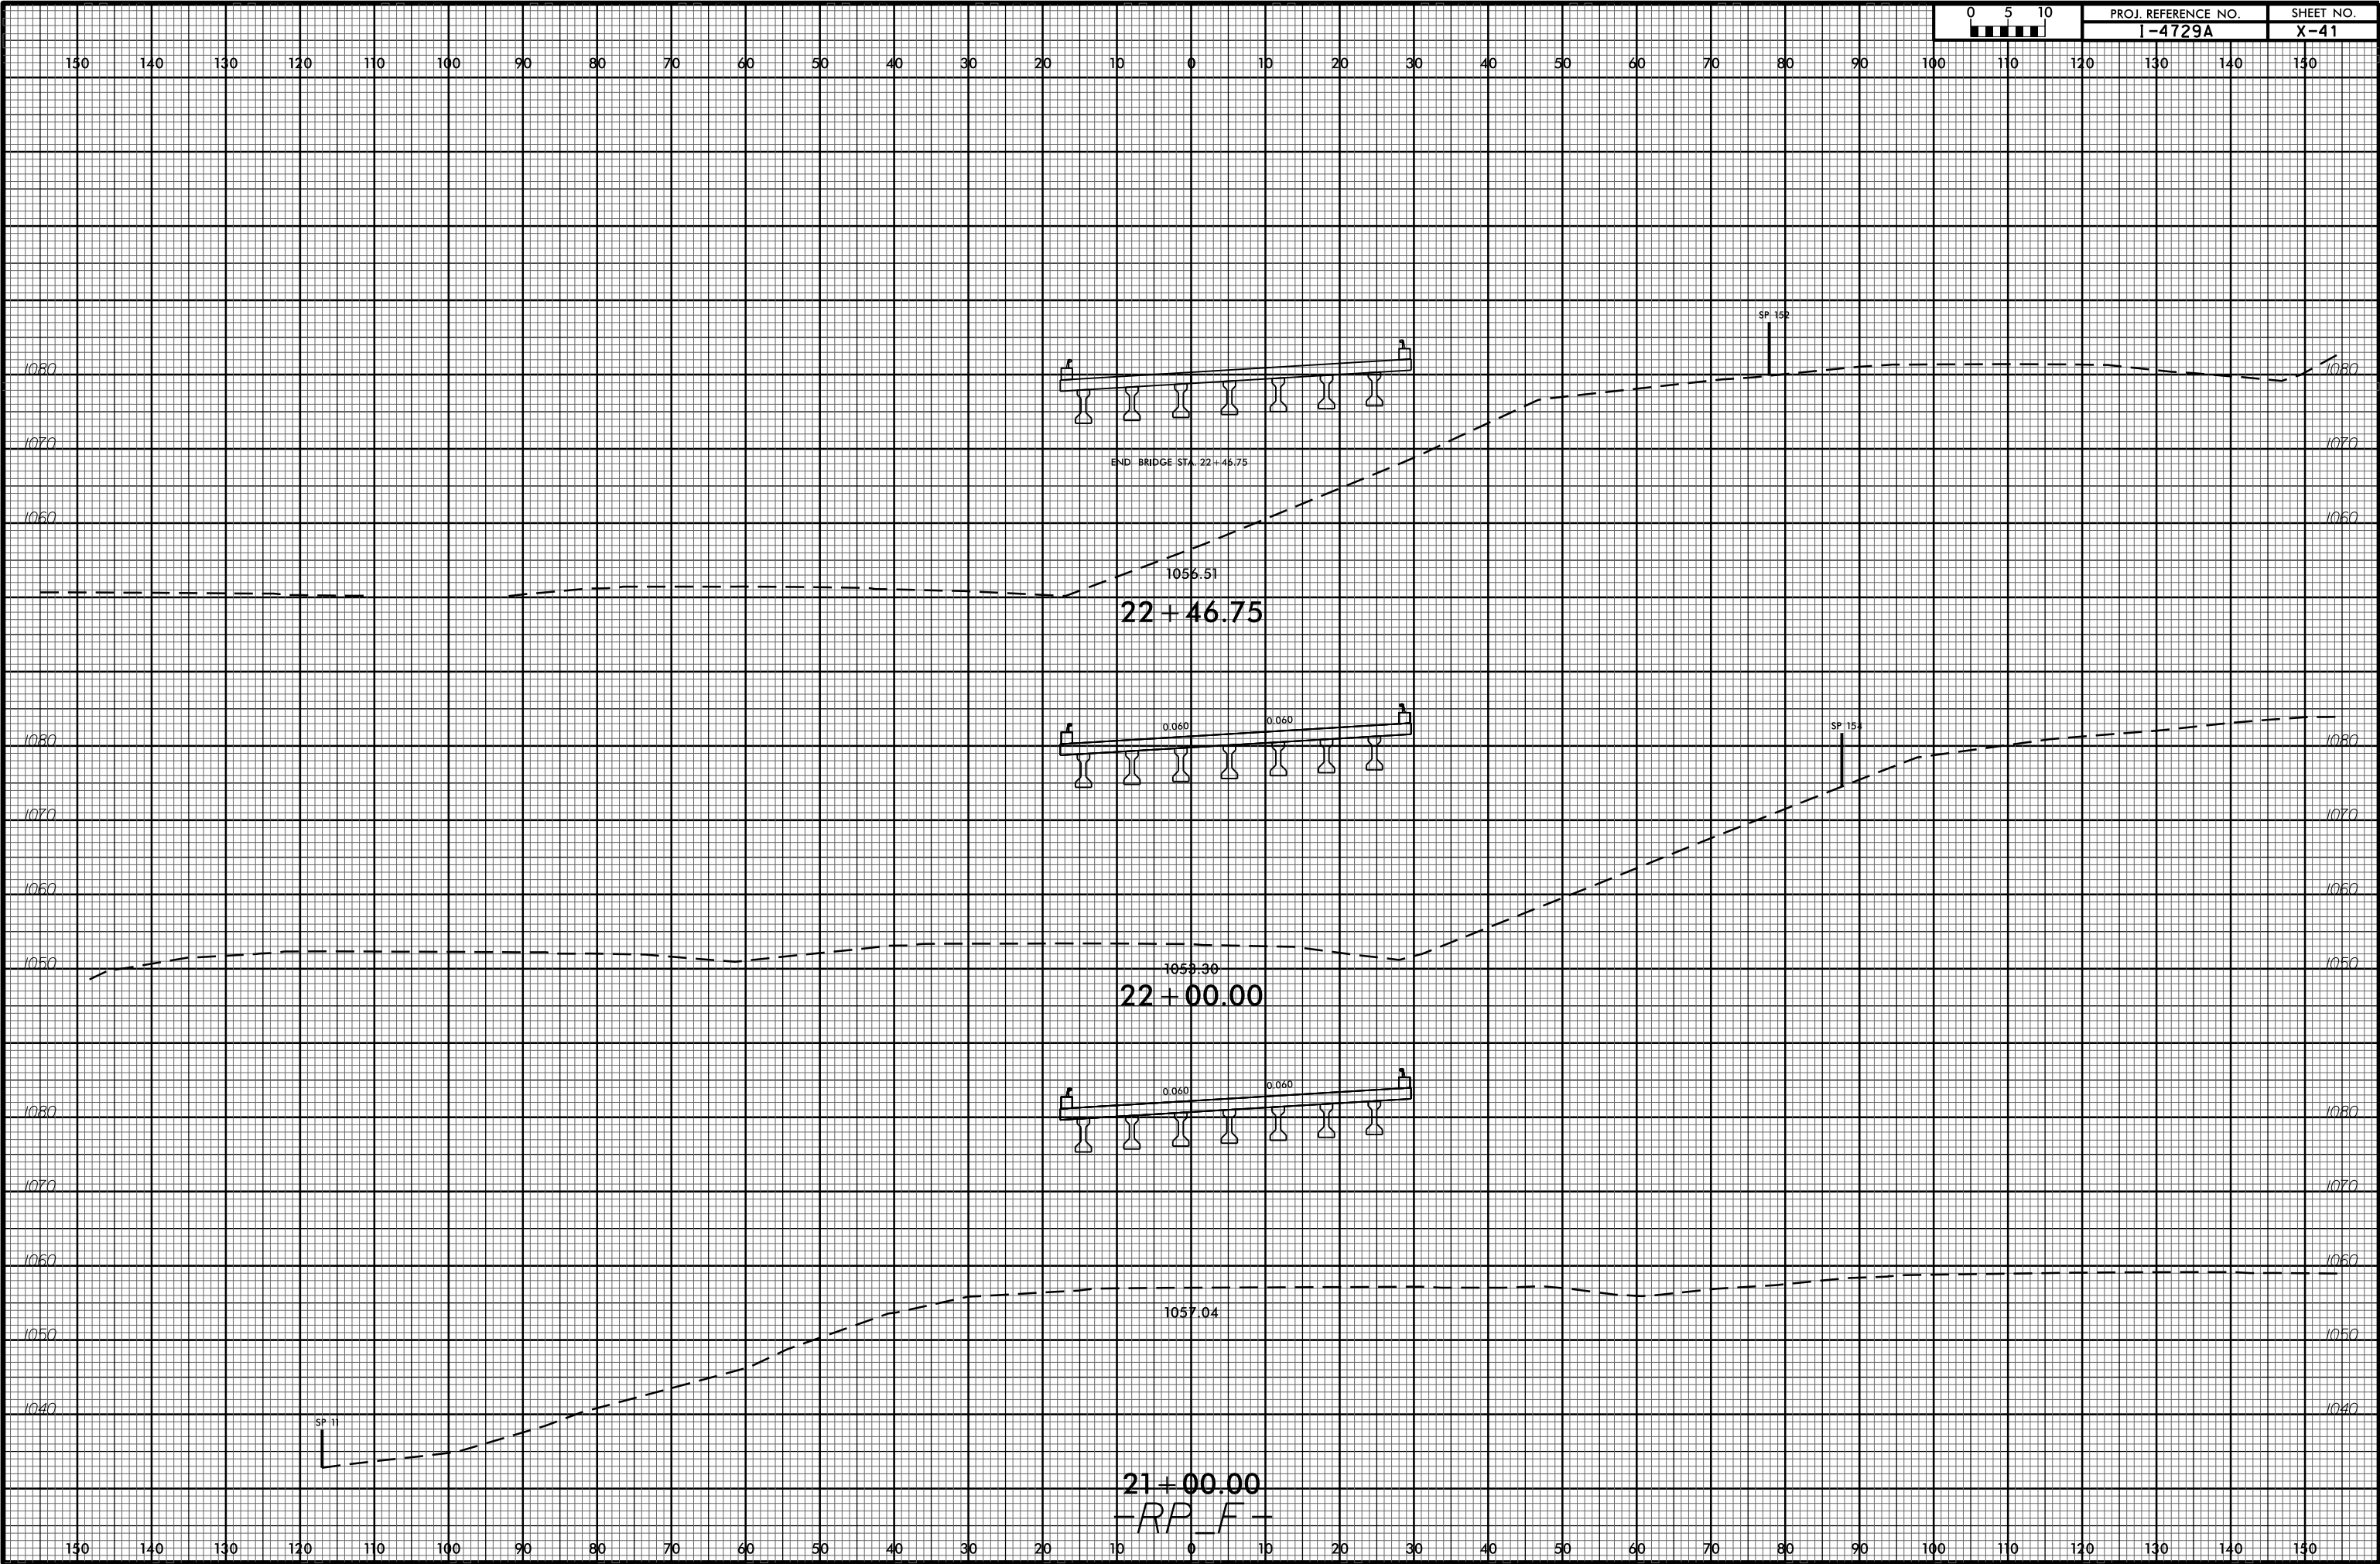 0 5 10
PROJ. REFERENCE NO. SHEET NO.
I-4729A X-41
150 140 130 120 110 100 90 80 70 60 50 40 30 20 10 0 10 20 30 40 50 60 70 80 90 100 110 120 130 140 150
SP 152
1080 1080
1070 1070
END BRIDGE STA. 22+46.75
1060 1060
1056.51
22+46.75
0.060 0.060
SP 154
1080 1080
1070 1070
1060 1060
1050 1053.30 1050
22+00.00
0.060 0.060
1080 1080
1070 1070
1060 1060
1057.04
1050 1050
1040 1040
SP 11
21+00.00
-RP_F-
150 140 130 120 110 100 90 80 70 60 50 40 30 20 10 0 10 20 30 40 50 60 70 80 90 100 110 120 130 140 150